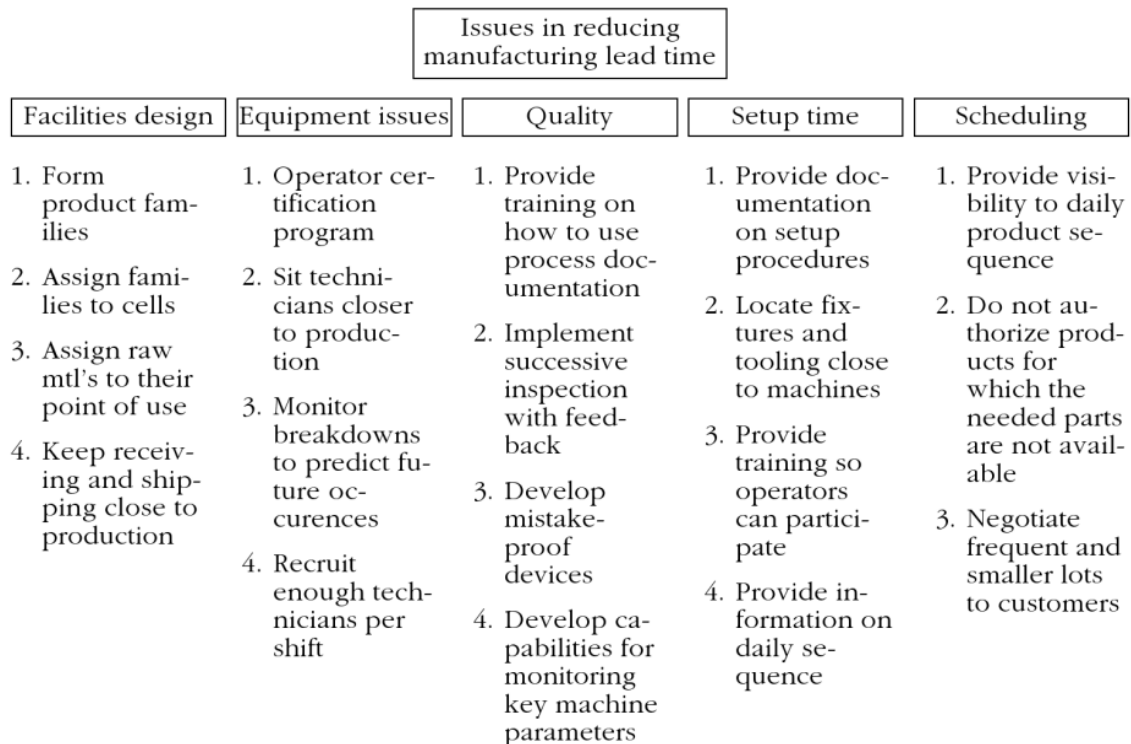 Issues in reducing
manufacturing lead time
Facilities design
Equipment issues
Quality
Setup time
Scheduling
1. Form
product fam-
ilies
2. Assign fami-
lies to cells
3. Assign raw
mtl's to their
point of use
4. Keep receiv-
ing and ship-
ping close to
production
1. Operator cer-
tification
program
2. Sit techni-
cians closer
to produc-
tion
3. Monitor
breakdowns
to predict fu-
ture oc-
curences
4. Recruit
enough tech-
nicians per
shift
1. Provide
training on
how to use
process doc-
umentation
2. Implement
successive
inspection
with feed-
back
3. Develop
mistake-
proof
devices
4. Develop ca-
pabilities for
monitoring
key machine
parameters
1. Provide doc-
umentation
on setup
procedures
2. Locate fix-
tures and
tooling close
to machines
3. Provide
training so
operators
can partici-
pate
4. Provide in-
formation on
daily se-
quence
1. Provide visi-
bility to daily
product se-
quence
2. Do not au-
thorize prod-
ucts for
which the
needed parts
are not avail-
able
3. Negotiate
frequent and
smaller lots
to customers